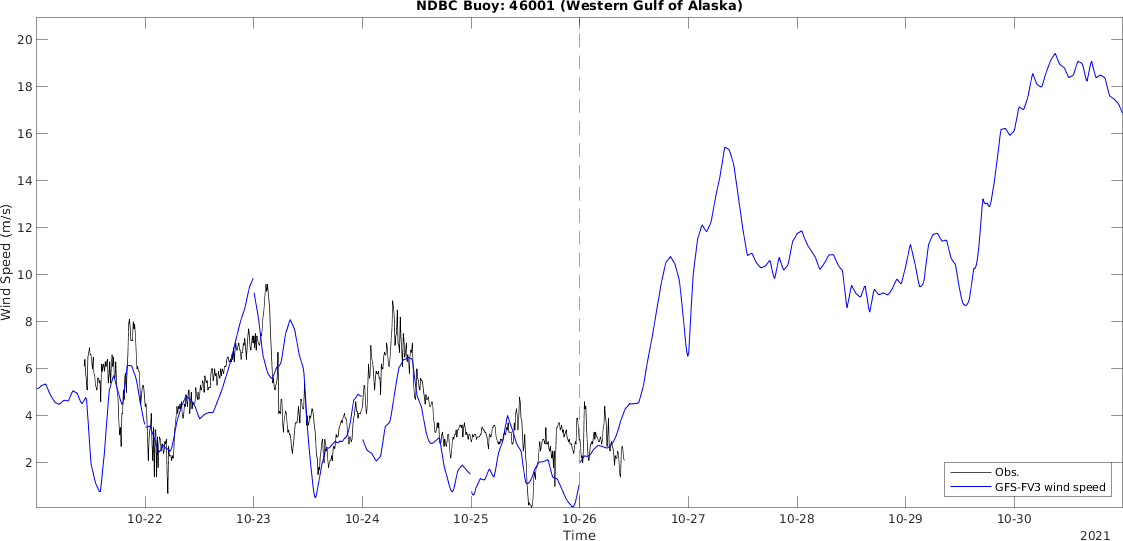 NDBC Buoy: 46001 (Western Gulf of Alaska)
20
18
16
14
12
10
8
6
4
2
Wind Speed (m/s)
Obs.
GFS-FV3 wind speed
10-22 10-23 10-24 10-25 10-26 10-27 10-28 10-29 10-30
Time
2021